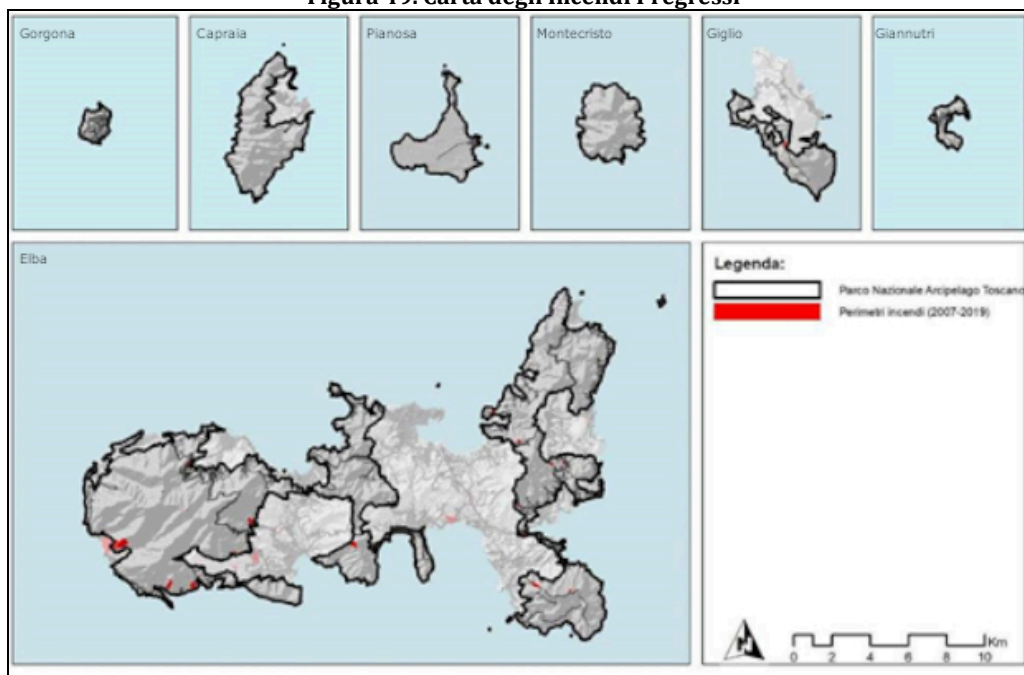 Figura 19. Carta degli Incendi Pregressi
Gorgona
Capraia
Pianosa
Montecristo
Giglio
Giannutri
Elba
Legenda:
Parco Nazionale Arcipelago Toscano
Perimetri incendi (2007-2019)
N
Km
0 2 4 6 8 10